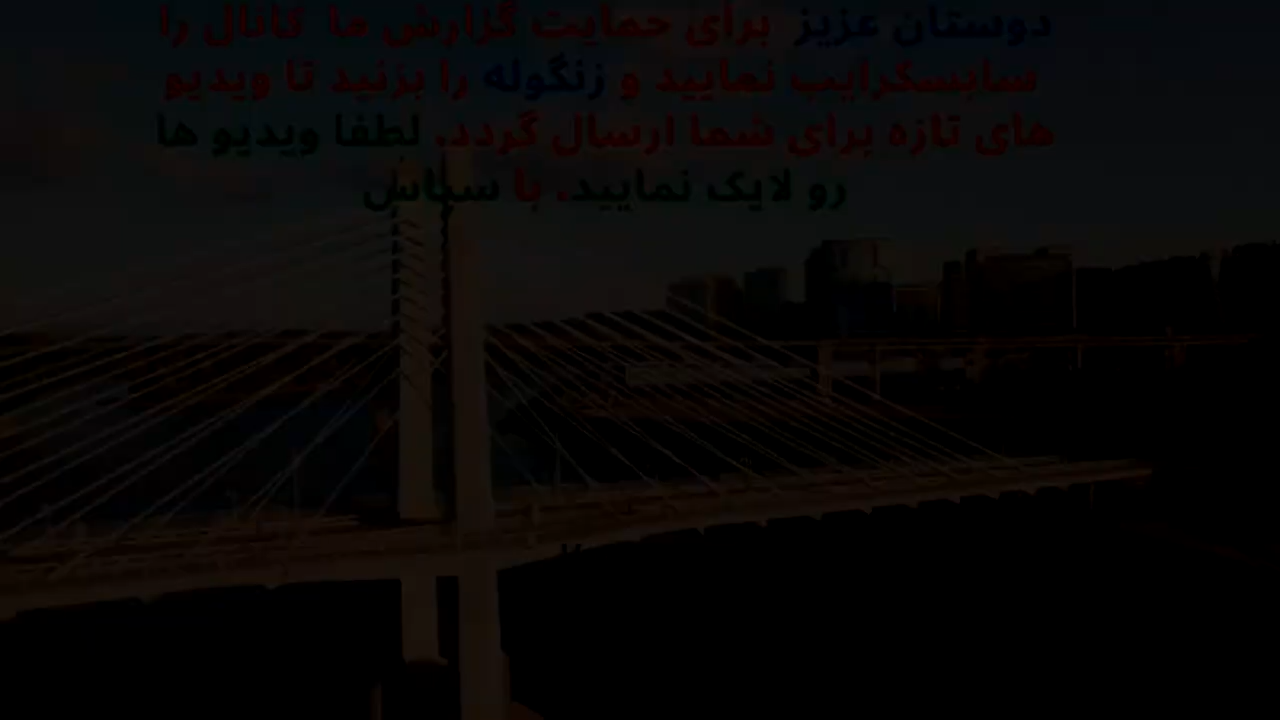 دوستان عزیز برای حمایت گزارش ما کانال را
سابسکرایب نمایید و زنگوله را بزنید تا ویدیو
های تازه برای شما ارسال گردد. لطفا ویدیو ها
رو لایک نمایید. با سپاس